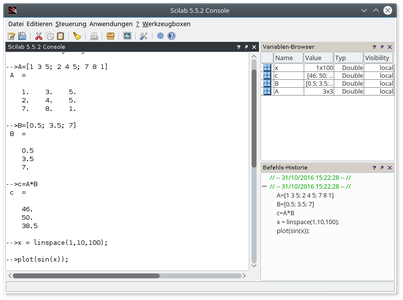 Scilab 5.5.2 Console
Datei Editieren Steuerung Anwendungen ? Werkzeugboxen
Scilab 5.5.2 Console
-->A=[1 3 5; 2 4 5; 7 8 1]
A =
1. 3. 5.
2. 4. 5.
7. 8. 1.
-->B=[0.5; 3.5; 7]
B =
0.5
3.5
7.
-->c=A*B
c =
46.
50.
38.5
-->x = linspace(1,10,100);
-->plot(sin(x));
Variablen-Browser
Name Value Typ Visibility
x 1x100 Double local
c [46; 50; ... Double local
B [0.5; 3.5;... Double local
A 3x3 Double local
Befehls-Historie
// -- 31/10/2016 15:22:28 -- //
// -- 31/10/2016 15:22:28 -- //
A=[1 3 5; 2 4 5; 7 8 1]
B=[0.5; 3.5; 7]
c=A*B
x = linspace(1,10,100);
plot(sin(x));